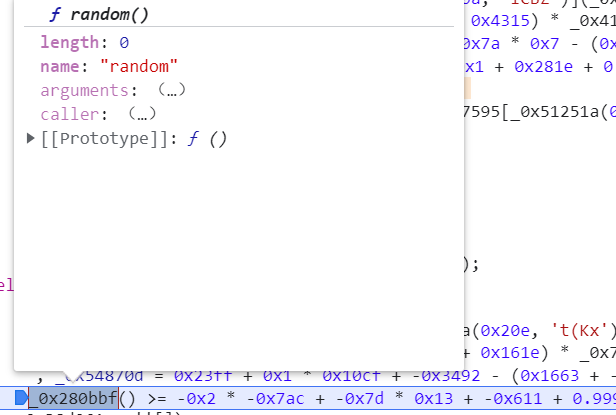 ƒ random()
length: 0
name: "random"
arguments: (…)
caller: (…)
[[Prototype]]: ƒ ()
0x4315) * _0x41
0x7a * 0x7 - (0x
x1 + 0x281e + 0
7595[_0x51251a(0
);
el
a(0x20e, 't(Kx')
+ 0x161e) * _0x7
, _0x54870d = 0x23ff + 0x1 * 0x10cf + -0x3492 - (0x1663 + -
_0x280bbf() >= -0x2 * -0x7ac + -0x7d * 0x13 + -0x611 + 0.999